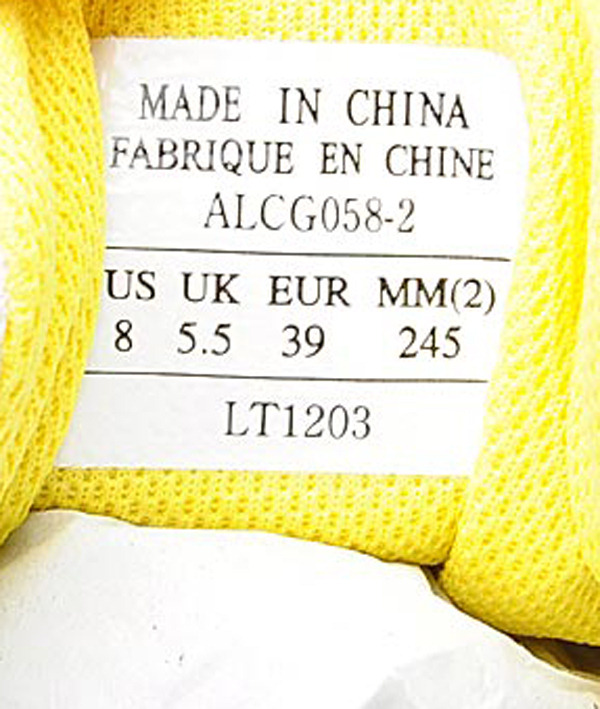 MADE IN CHINA
FABRIQUE EN CHINE
ALCG058-2
US UK EUR MM(2)
8 5.5 39 245
LT1203